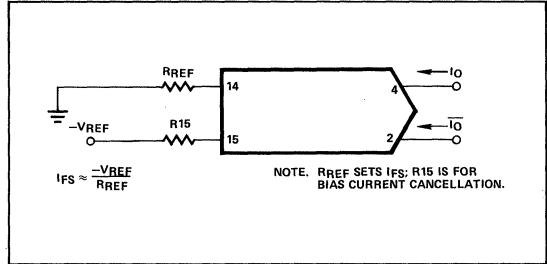 RREF
14
4
IO
-VREF
R15
15
2
IO
IFS ≈ -VREF / RREF
NOTE. RREF SETS IFS; R15 IS FOR
BIAS CURRENT CANCELLATION.